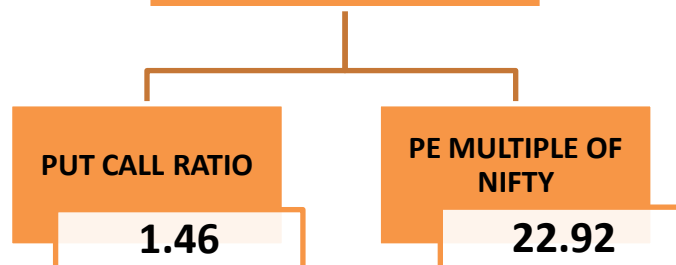 PUT CALL RATIO
1.46
PE MULTIPLE OF
NIFTY
22.92